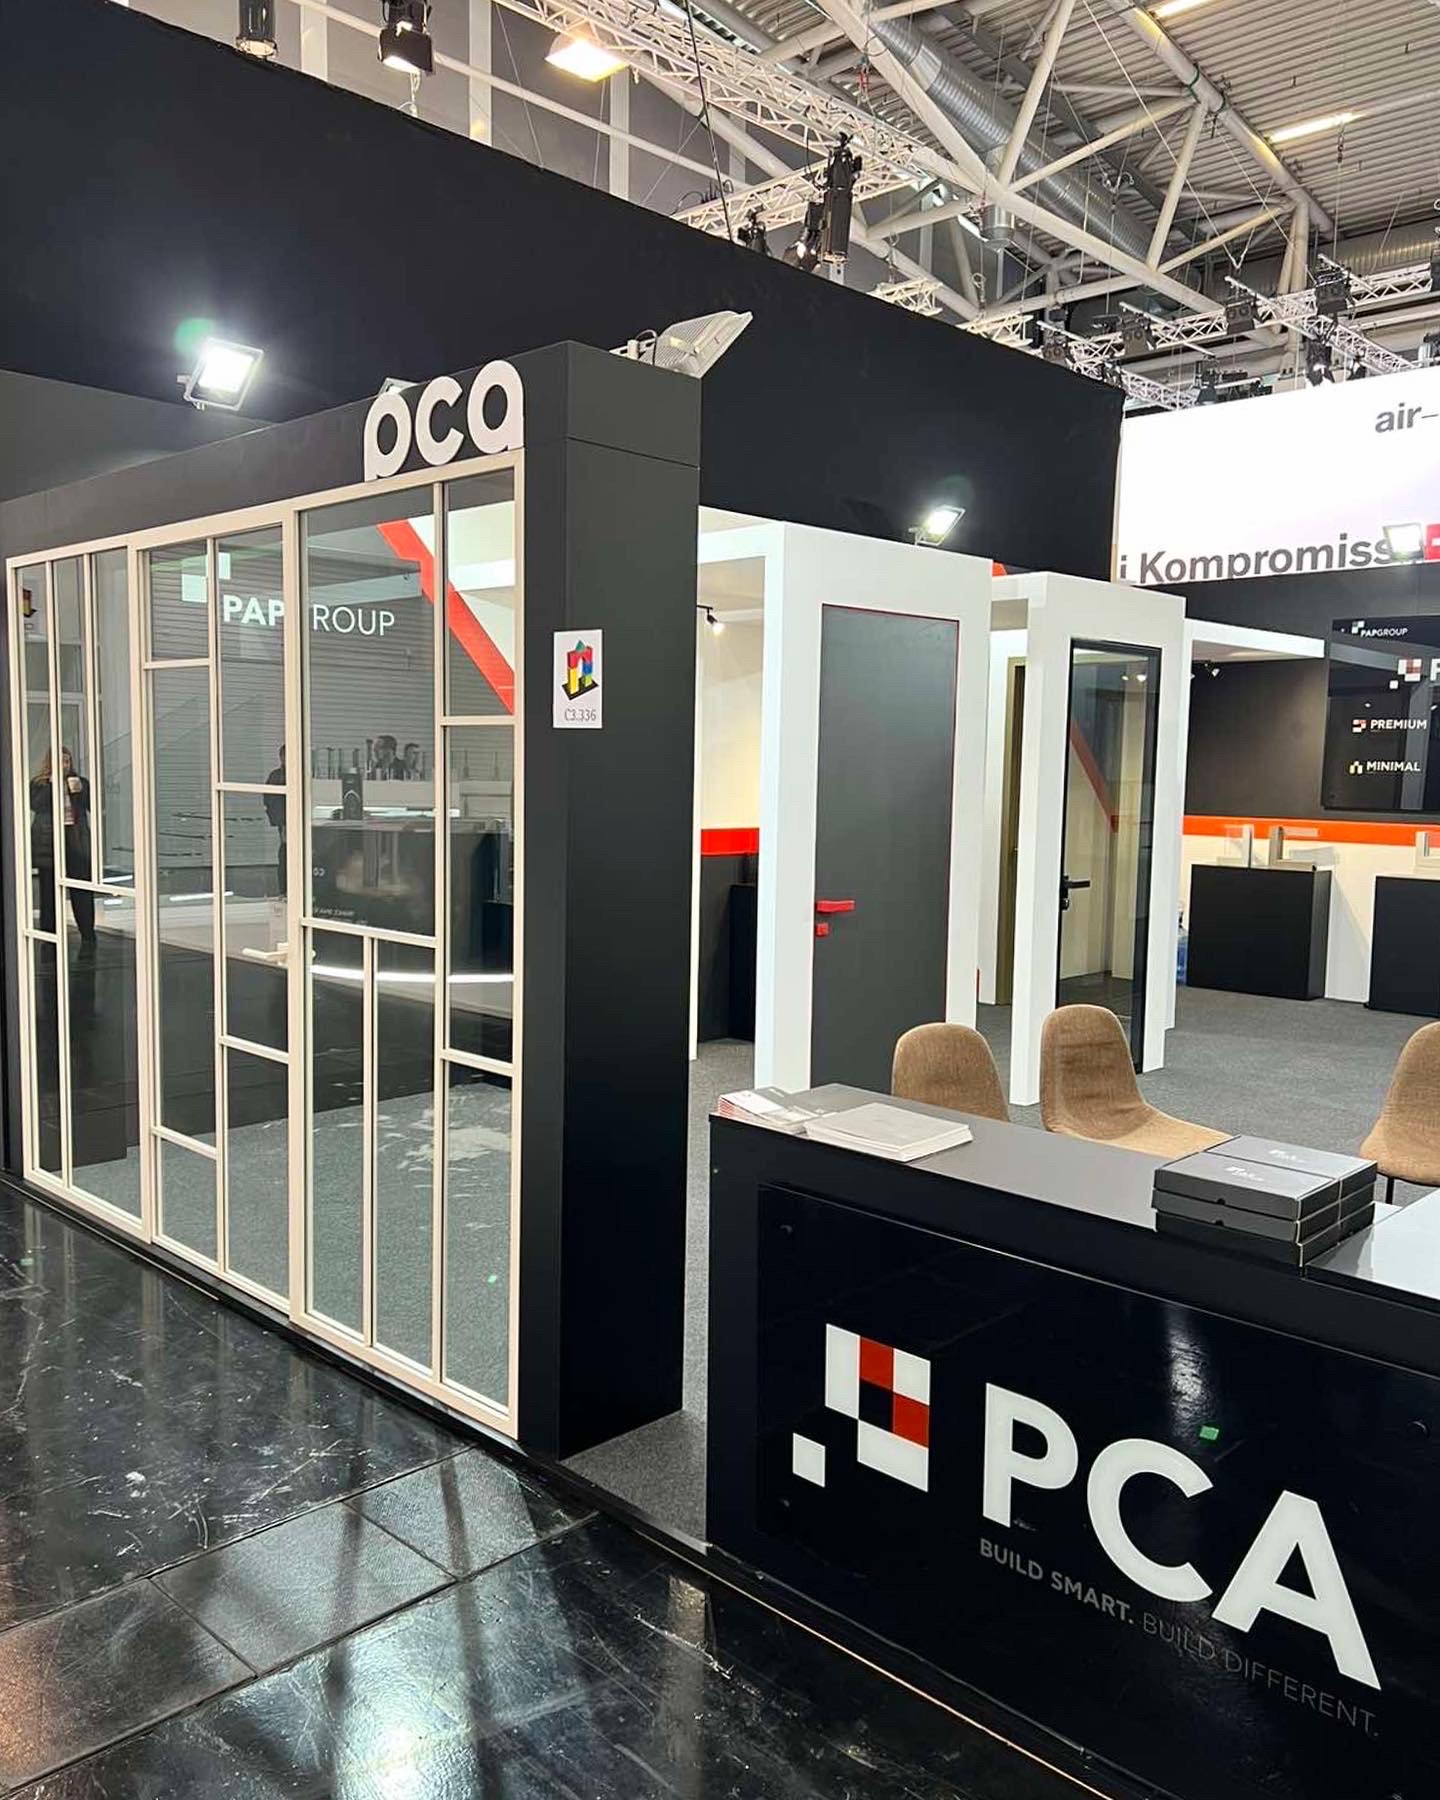 air-
pca
i Kompromiss
PAPGROUP
PAPGROUP
C3.336
PREMIUM
MINIMAL
PCA
BUILD SMART. BUILD DIFFERENT.